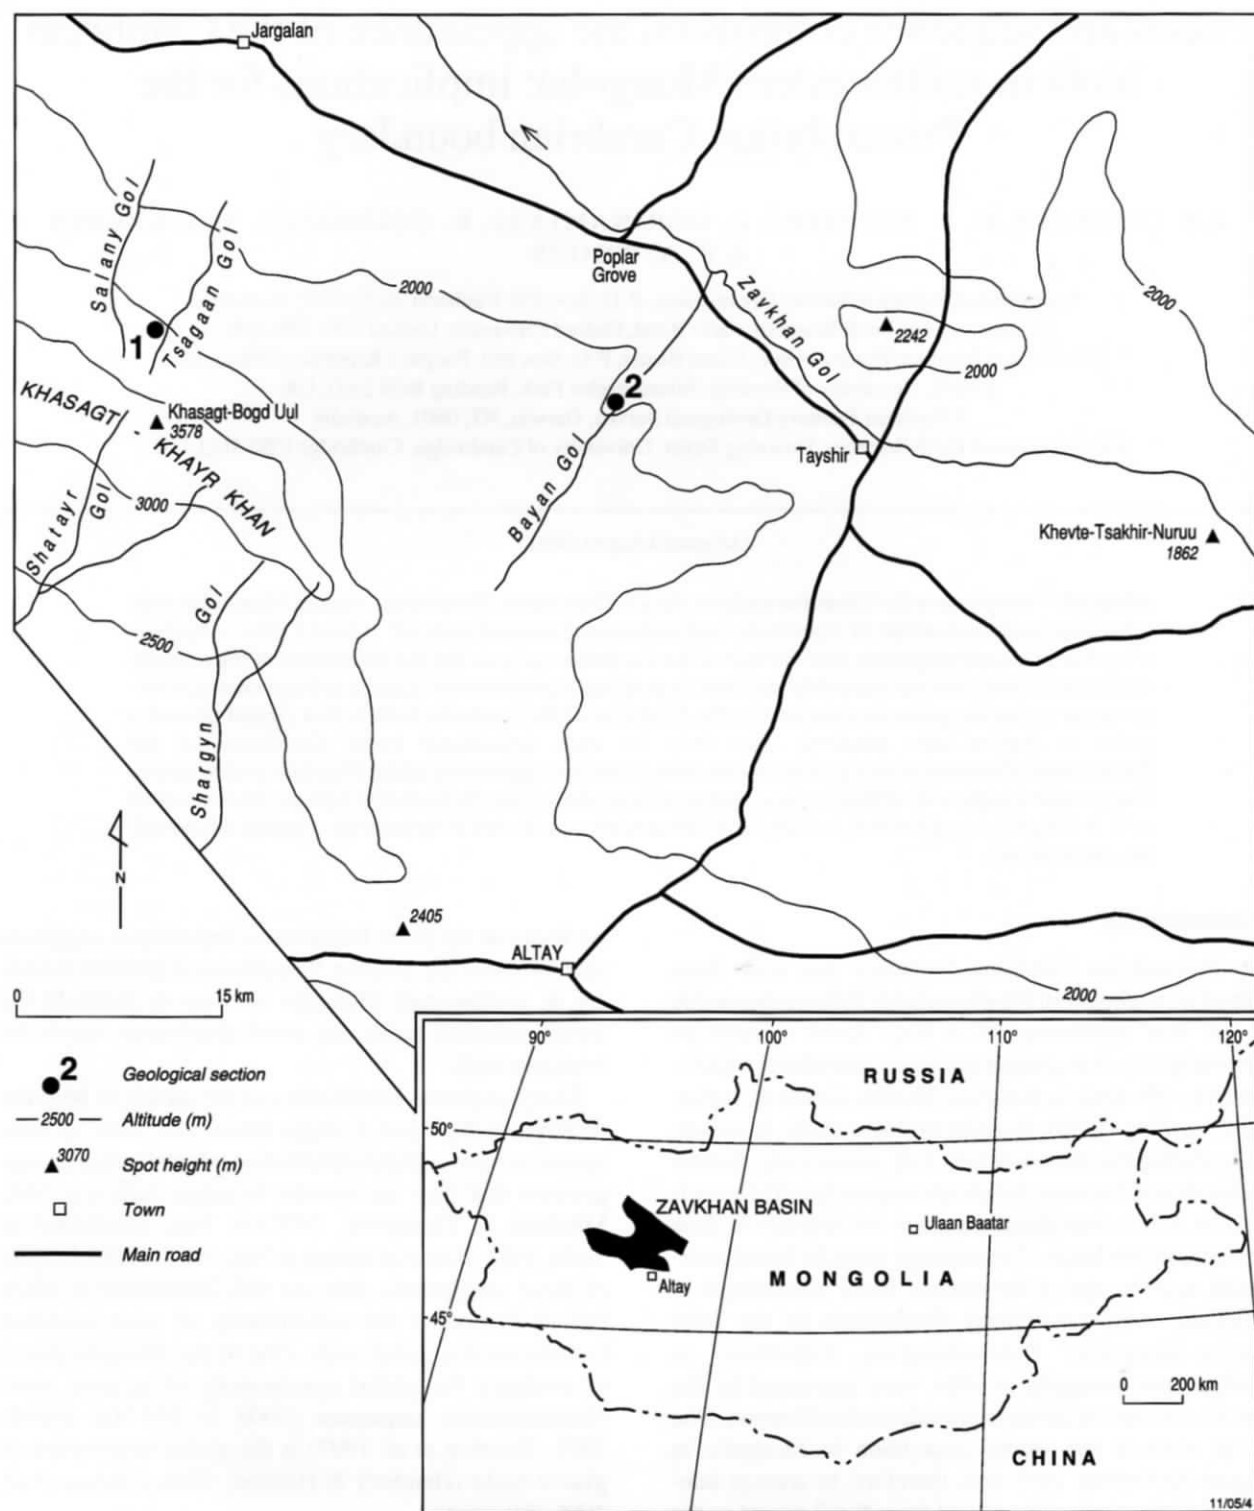 Jargalan
Salany Gol
Tsagaan Gol
1
Poplar
Grove
2000
Zavkhan Gol
2242
2000
2000
2
KHASAGT - KHAYR KHAN
Khasagt-Bogd Uul
3578
Tayshir
Bayan Gol
Shatayr
Gol
3000
Khevte-Tsakhir-Nuruu
1862
2500
Shargyn
Gol
N
2405
ALTAY
2000
0 15 km
2 Geological section
2500 Altitude (m)
3070 Spot height (m)
Town
Main road
90° 100° 110° 120°
RUSSIA
50°
ZAVKHAN BASIN
Ulaan Baatar
Altay
MONGOLIA
45°
0 200 km
CHINA
11/05/4